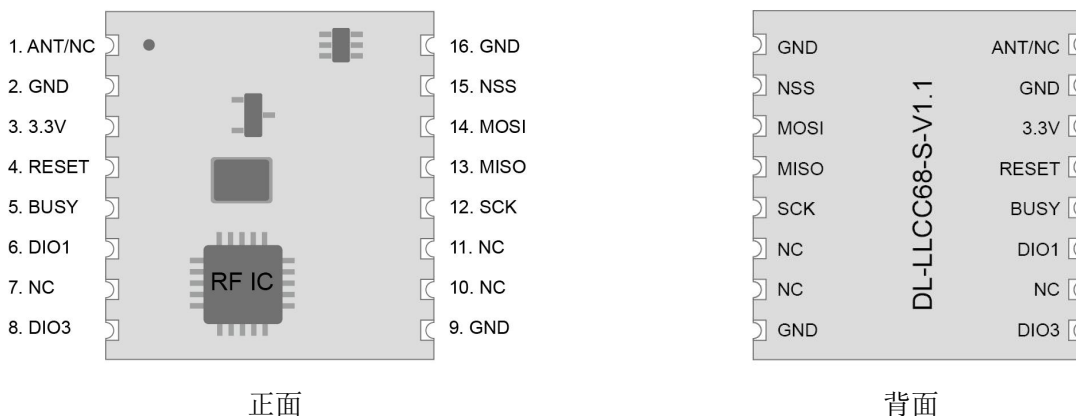 1. ANT/NC
2. GND
3. 3.3V
4. RESET
5. BUSY
6. DIO1
7. NC
8. DIO3
RF IC
16. GND
15. NSS
14. MOSI
13. MISO
12. SCK
11. NC
10. NC
9. GND
正面
GND
NSS
MOSI
MISO
SCK
NC
NC
GND
DL-LLCC68-S-V1.1
ANT/NC
GND
3.3V
RESET
BUSY
DIO1
NC
DIO3
背面